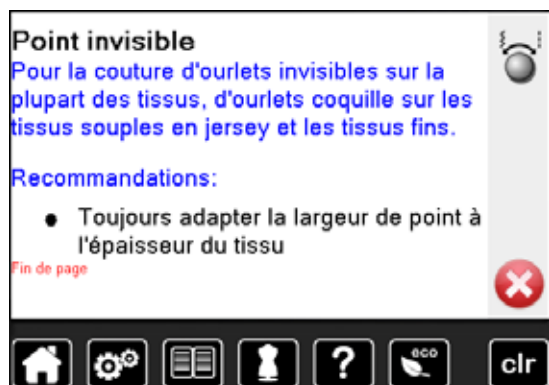 Point invisible
Pour la couture d'ourlets invisibles sur la
plupart des tissus, d'ourlets coquille sur les
tissus souples en jersey et les tissus fins.
Recommandations:
● Toujours adapter la largeur de point à
l'épaisseur du tissu
Fin de page
? eco clr